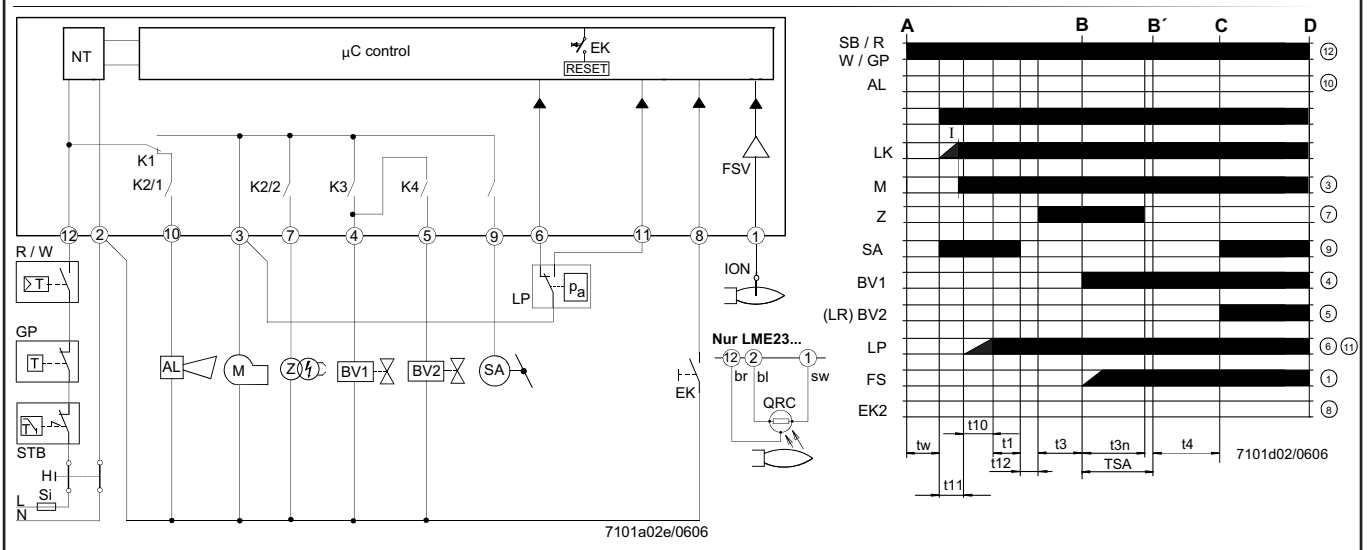 NT
µC control
EK
RESET
FSV
K1
K2/1
K2/2
K3
K4
12 2 10 3 7 4 5 9 6 11 8 1
R / W
T
GP
T
STB
T
H
Si
L
N
AL
M
Z
BV1
BV2
SA
LP
pa
ION
EK
Nur LME23...
12 2 1
br bl sw
QRC
7101a02e/0606
A B B´ C D
SB / R
W / GP
12
AL
10
I
LK
M
3
Z
7
SA
9
BV1
4
(LR) BV2
5
LP
6 11
FS
1
EK2
8
t10
tw t1 t3 t3n t4
t12 TSA
t11
7101d02/0606